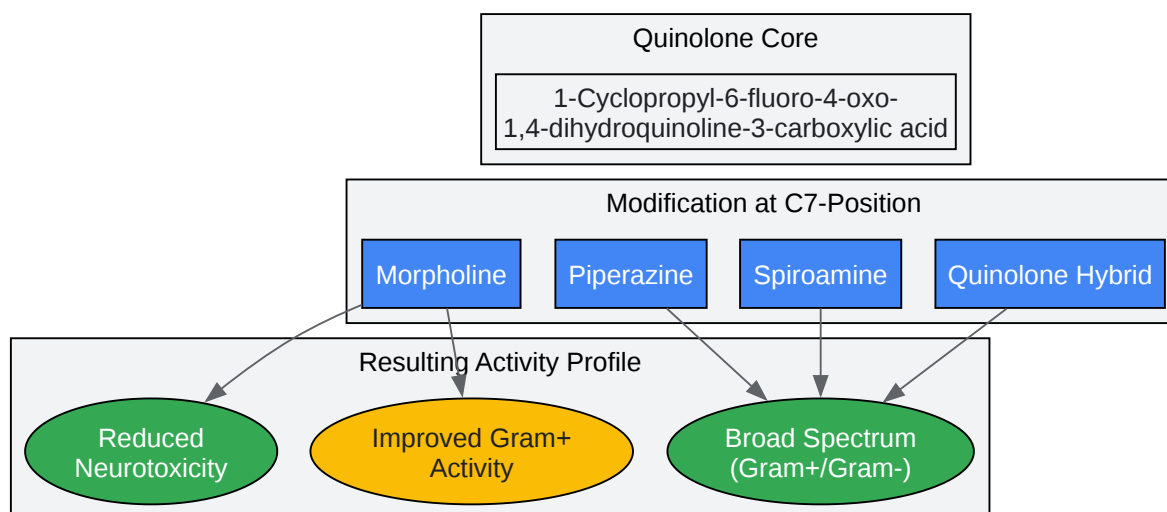 Quinolone Core
1-Cyclopropyl-6-fluoro-4-oxo-
1,4-dihydroquinoline-3-carboxylic acid
Modification at C7-Position
Morpholine
Piperazine
Spiroamine
Quinolone Hybrid
Resulting Activity Profile
Reduced
Neurotoxicity
Improved Gram+
Activity
Broad Spectrum
(Gram+/Gram-)